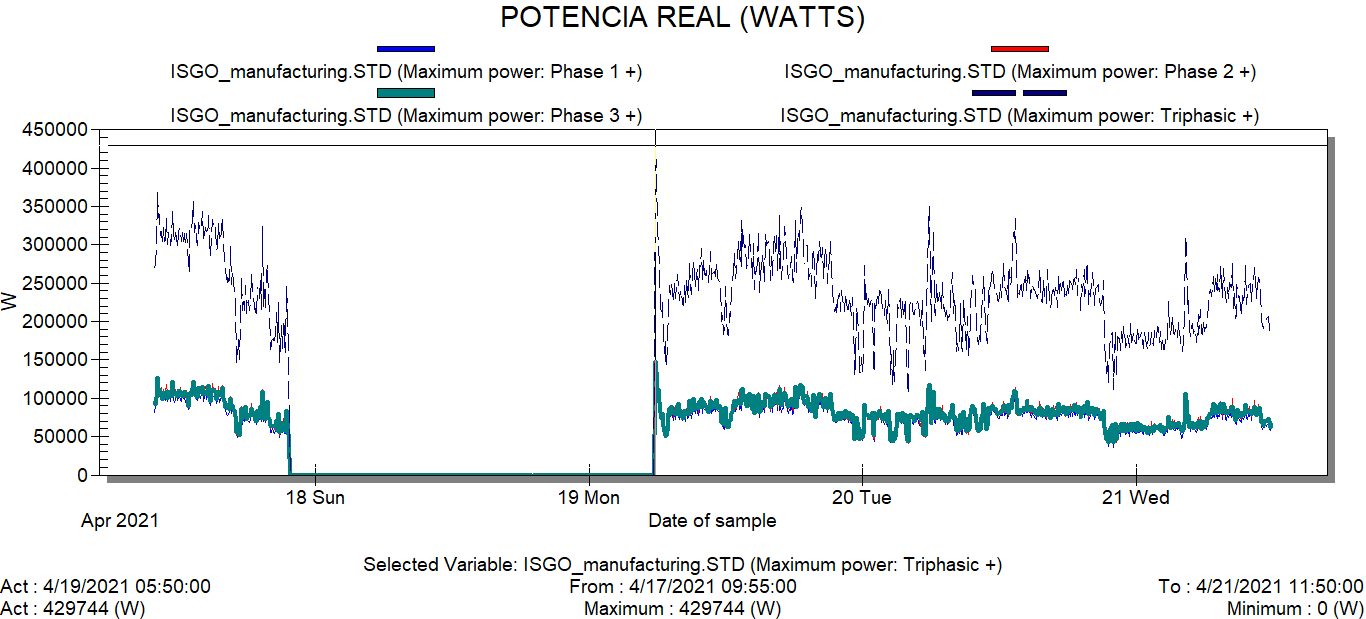 POTENCIA REAL (WATTS)
ISGO_manufacturing.STD (Maximum power: Phase 1 +)
ISGO_manufacturing.STD (Maximum power: Phase 2 +)
ISGO_manufacturing.STD (Maximum power: Phase 3 +)
ISGO_manufacturing.STD (Maximum power: Triphasic +)
450000
400000
350000
300000
250000
200000
150000
100000
50000
0
W
18 Sun
19 Mon
20 Tue
21 Wed
Apr 2021
Date of sample
Selected Variable: ISGO_manufacturing.STD (Maximum power: Triphasic +)
Act : 4/19/2021 05:50:00
From : 4/17/2021 09:55:00
To : 4/21/2021 11:50:00
Act : 429744 (W)
Maximum : 429744 (W)
Minimum : 0 (W)